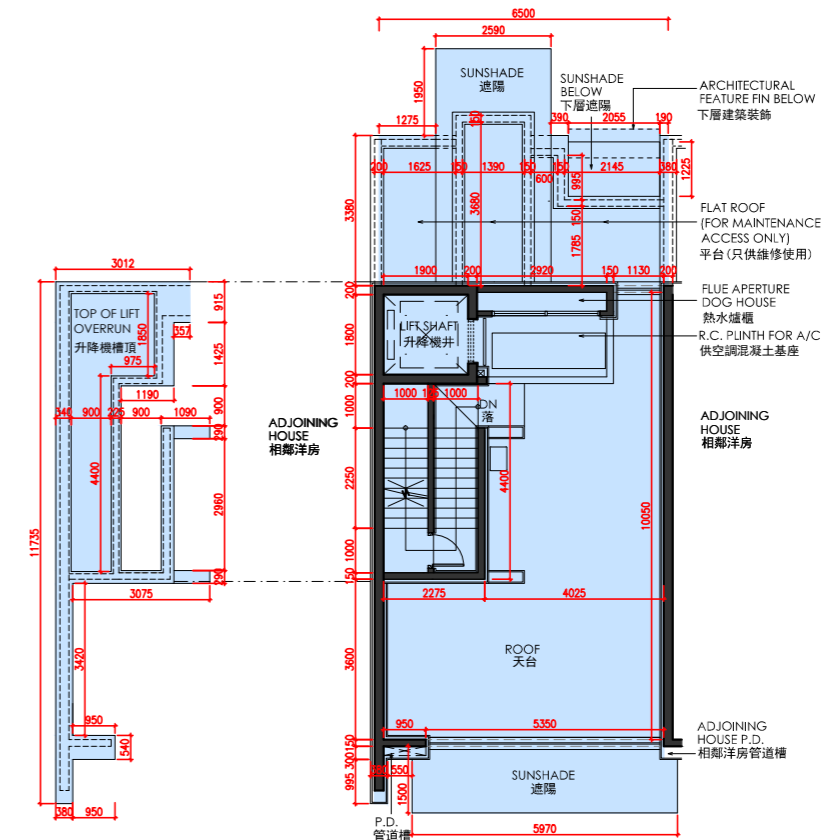 6500
2590
SUNSHADE
遮陽
1950
SUNSHADE
BELOW
下層遮陽
ARCHITECTURAL
FEATURE FIN BELOW
下層建築裝飾
1275
390
2055
190
200
1625
150
1390
150
150
2145
380
600
995
1225
3380
3680
150
1785
FLAT ROOF
(FOR MAINTENANCE
ACCESS ONLY)
平台(只供維修使用)
3012
1900
200
2920
150
1130
200
FLUE APERTURE
DOG HOUSE
熱水爐櫃
R.C. PLINTH FOR A/C
供空調混凝土基座
TOP OF LIFT
OVERRUN
升降機槽頂
1850
357
915
200
LIFT SHAFT
升降機井
1800
975
1425
200
1190
1000
1000
DN
落
340
900
225
900
1090
900
1000
290
ADJOINING
HOUSE
相鄰洋房
ADJOINING
HOUSE
相鄰洋房
4400
2250
4400
2960
10050
11735
1000
150
290
3075
2275
4025
3420
3600
ROOF
天台
950
540
950
5350
150
300
995
550
1500
ADJOINING
HOUSE P.D.
相鄰洋房管道槽
SUNSHADE
遮陽
380
950
P.D.
管道槽
5970